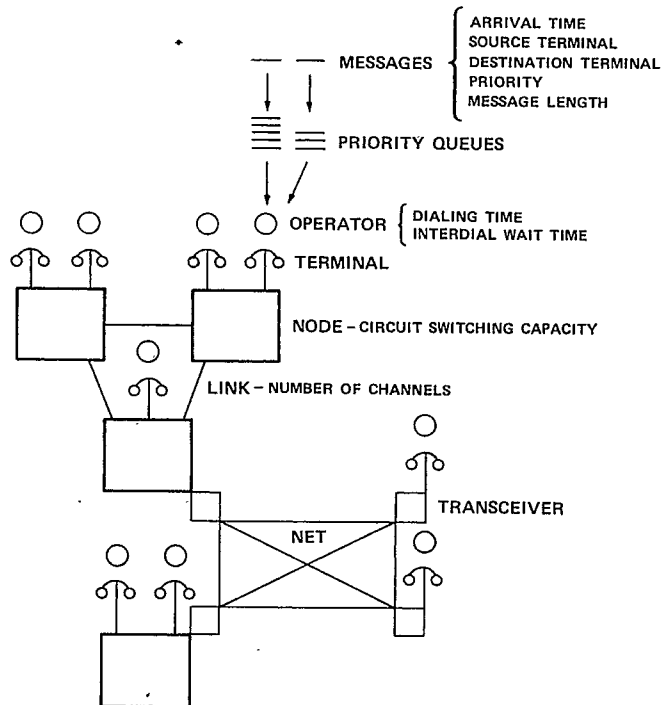 ARRIVAL TIME
SOURCE TERMINAL
MESSAGES
DESTINATION TERMINAL
PRIORITY
MESSAGE LENGTH
PRIORITY QUEUES
OPERATOR
DIALING TIME
INTERDIAL WAIT TIME
TERMINAL
NODE – CIRCUIT SWITCHING CAPACITY
LINK – NUMBER OF CHANNELS
TRANSCEIVER
NET